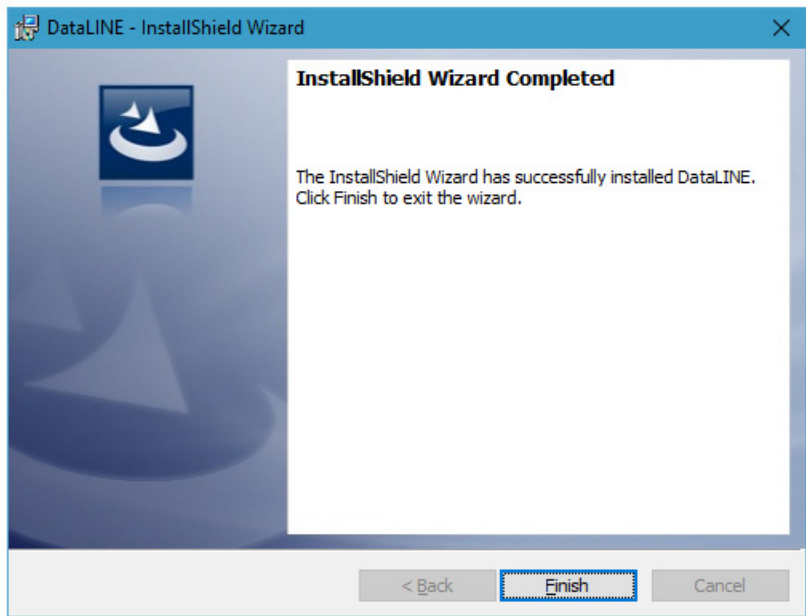 DataLINE - InstallShield Wizard
InstallShield Wizard Completed
The InstallShield Wizard has successfully installed DataLINE.
Click Finish to exit the wizard.
< Back
Finish
Cancel